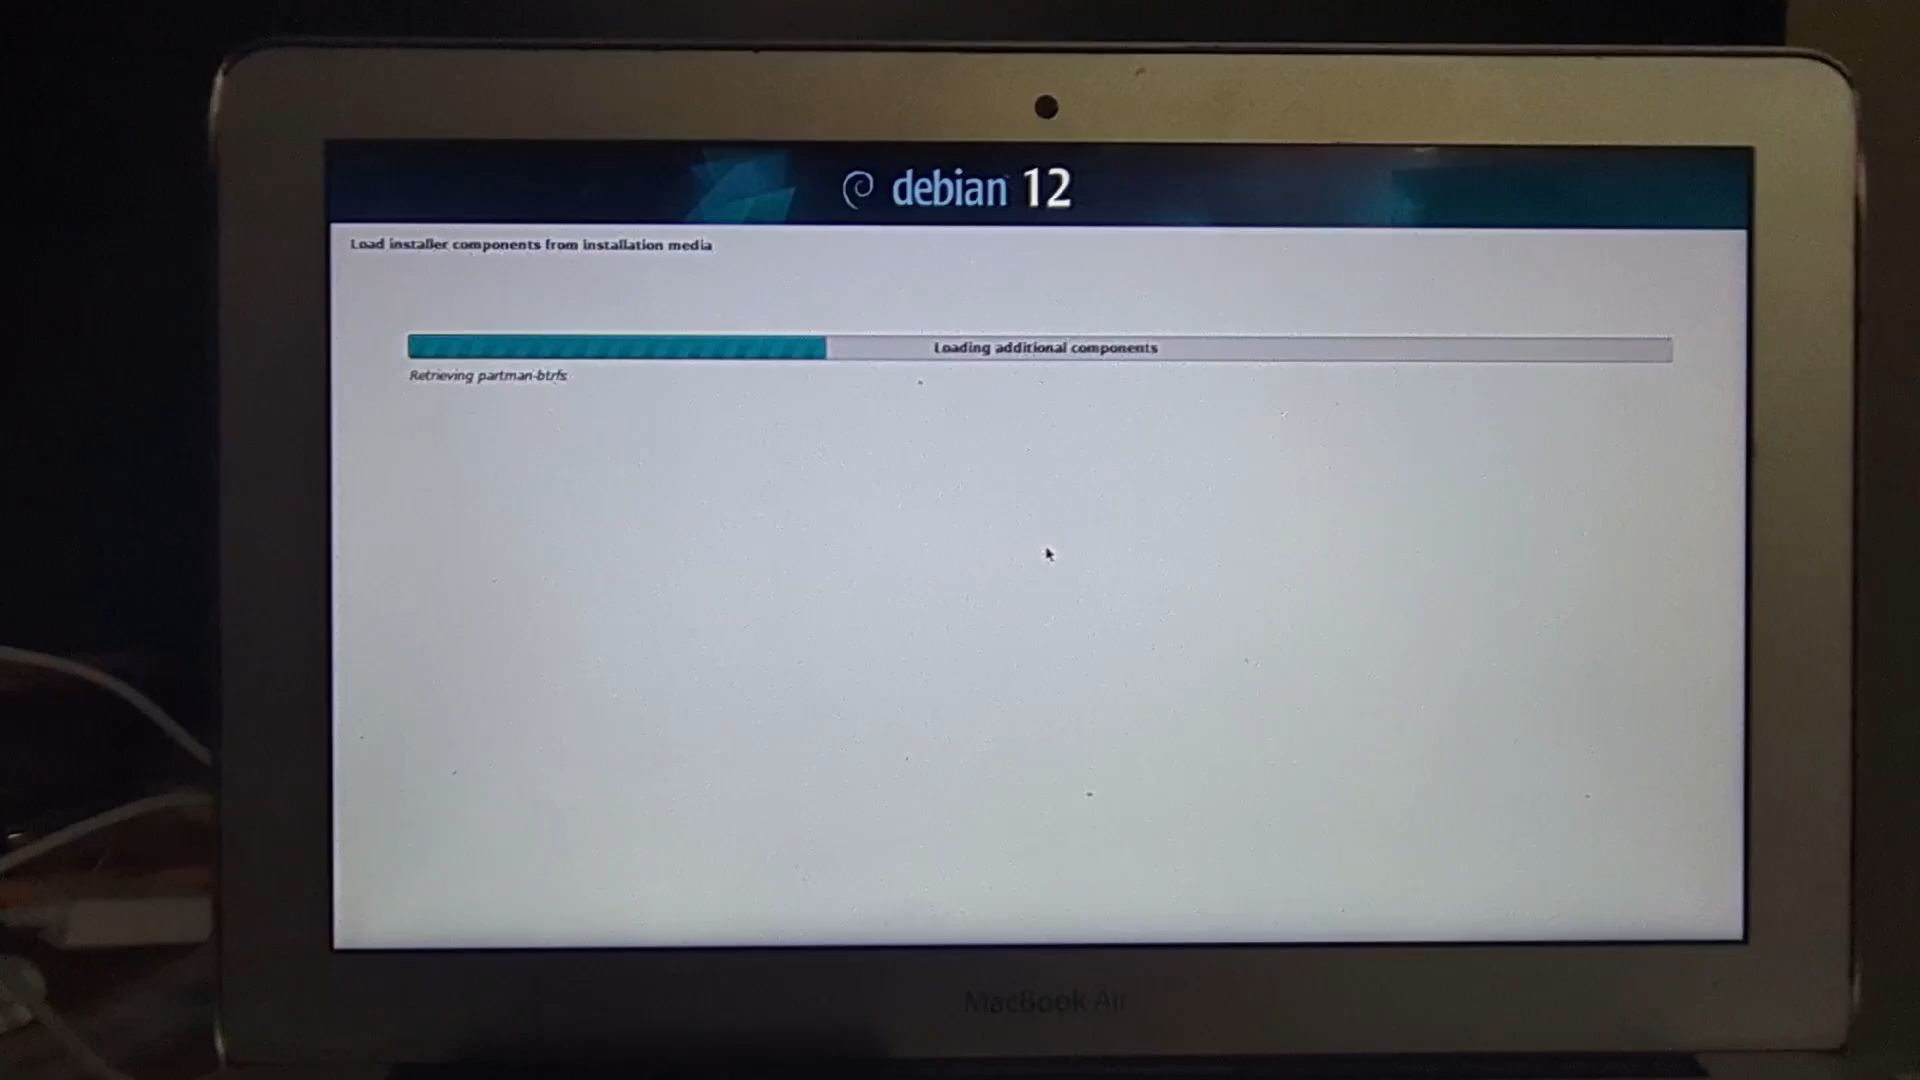 debian 12
Load installer components from installation media
Loading additional components
Retrieving partman-btrfs
MacBook Air